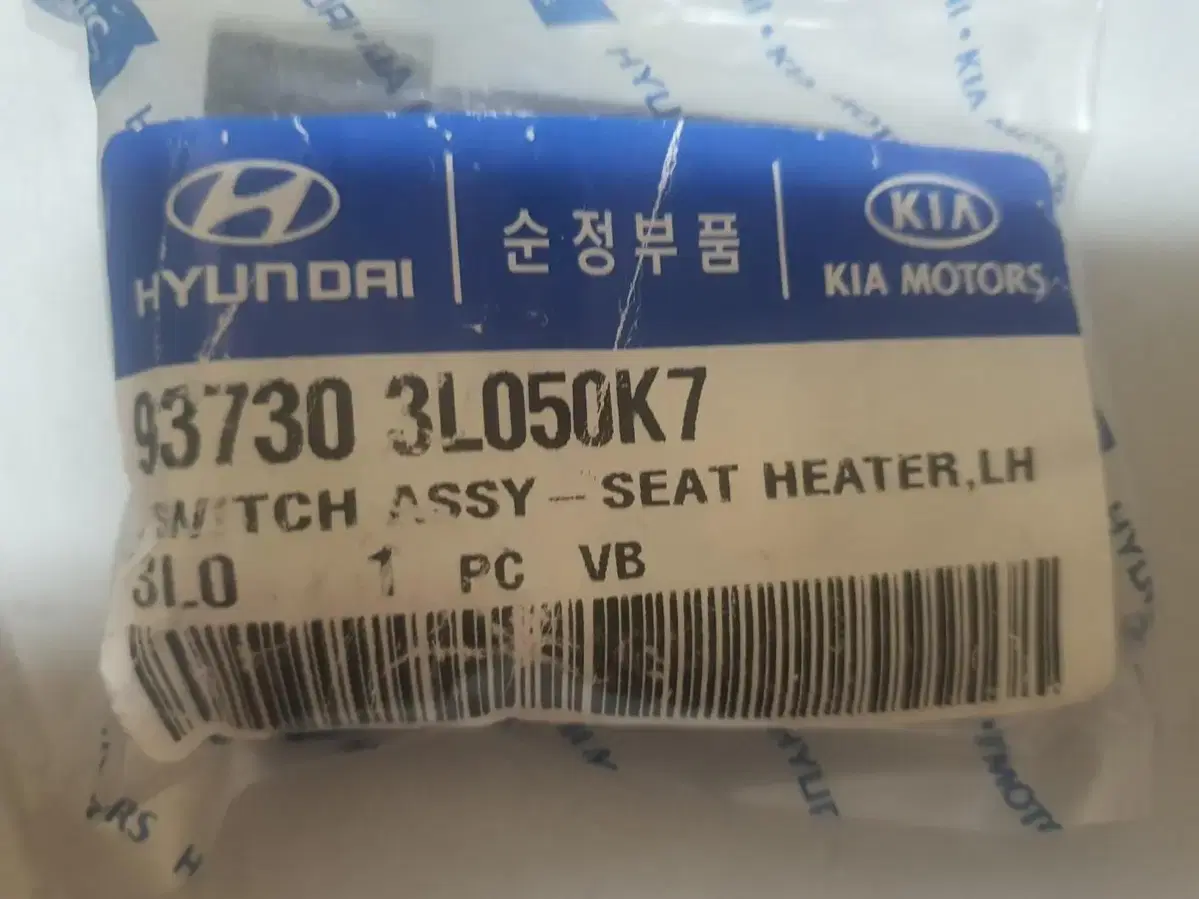 HYUNDAI
순정부품
KIA
KIA MOTORS
93730 3L050K7
SWITCH ASSY-SEAT HEATER,LH
3L0 1 PC VB